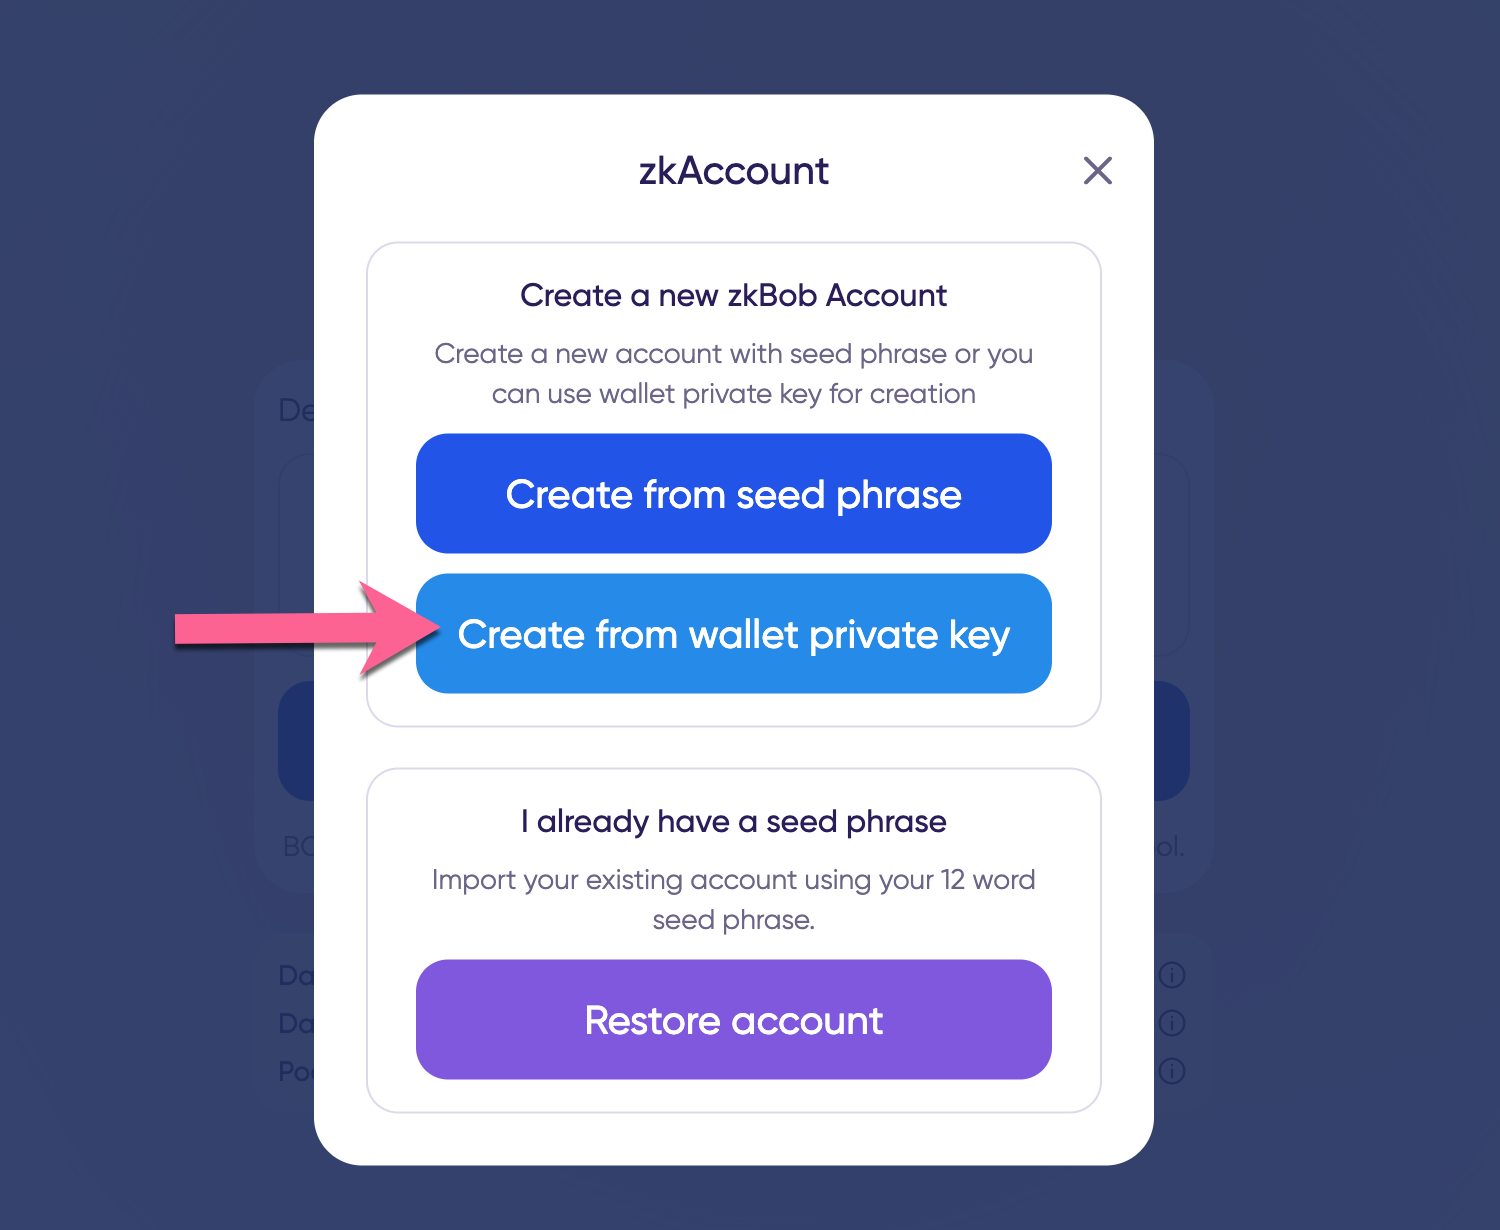 zkAccount
Create a new zkBob Account
Create a new account with seed phrase or you
can use wallet private key for creation
Create from seed phrase
Create from wallet private key
I already have a seed phrase
Import your existing account using your 12 word
seed phrase.
Restore account